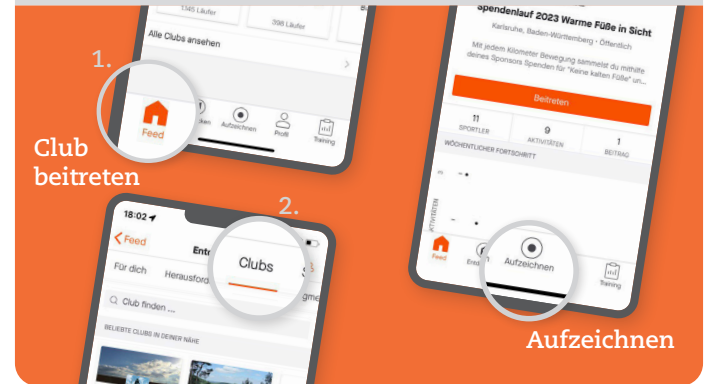 1145 Läufer
398 Läufer
Alle Clubs ansehen
1.
Feed
Aufzeichnen
Profil
Training
Club
beitreten
2.
18:02
Feed
Clubs
Für dich
Herausford
Club finden ...
BELIEBTE CLUBS IN DEINER NÄHE
Spendenlauf 2023 Warme Füße in Sicht
Karlsruhe, Baden-Württemberg • Öffentlich
Mit jedem Kilometer Bewegung sammelst du mithilfe
deines Sponsors Spenden für "Keine kalten Füße" un...
Beitreten
11
SPORTLER
9
AKTIVITÄTEN
1
BEITRAG
WÖCHENTLICHER FORTSCHRITT
Feed
Aufzeichnen
Training
Aufzeichnen